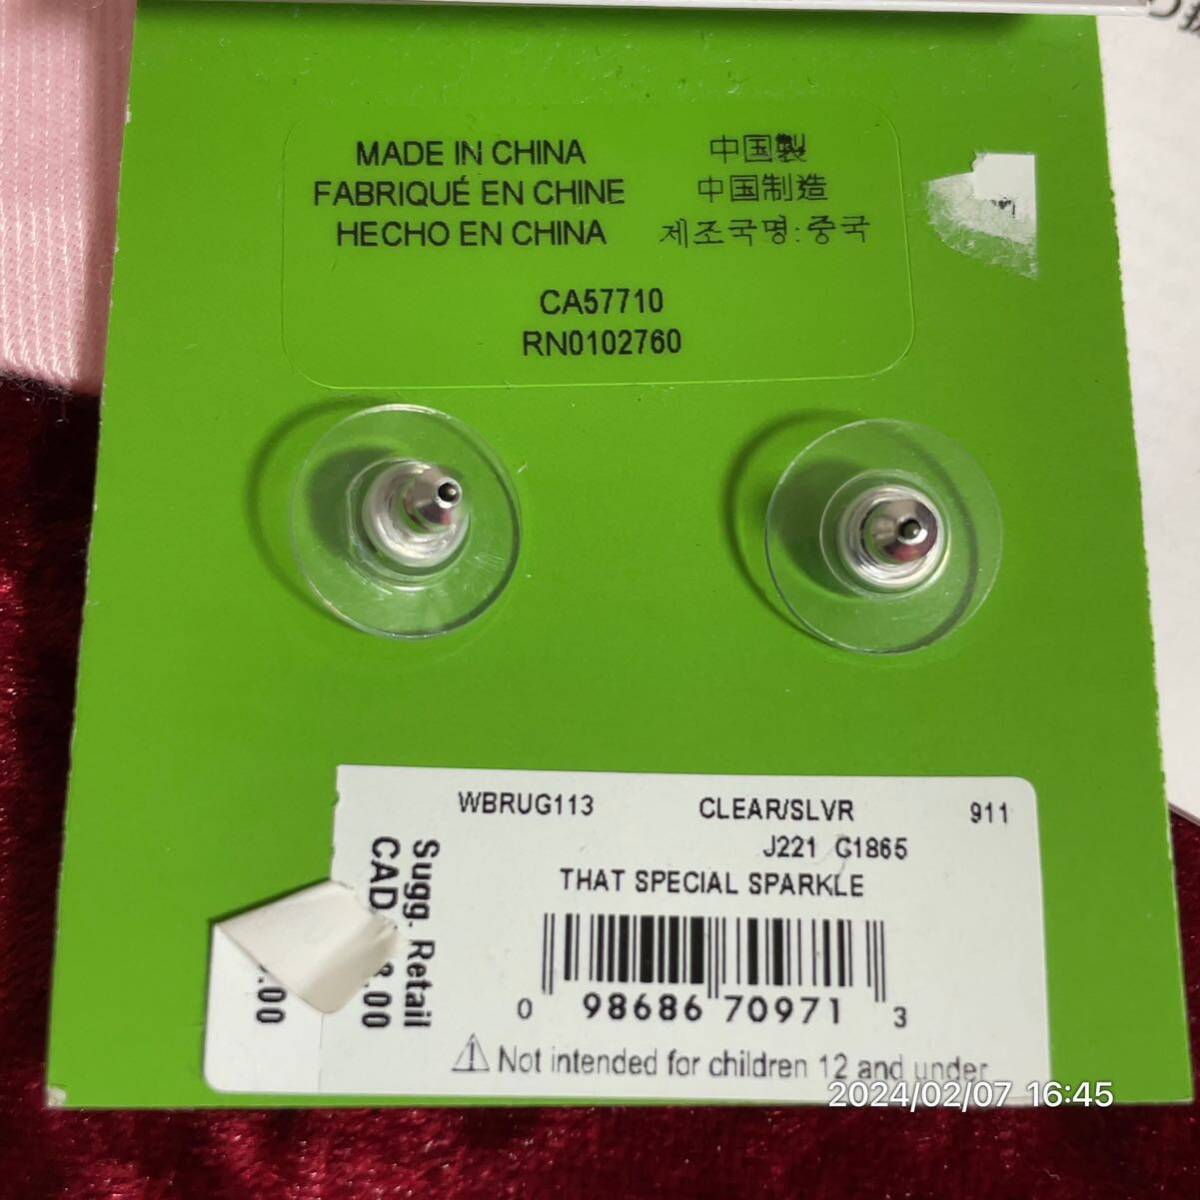 MADE IN CHINA
FABRIQUÉ EN CHINE
HECHO EN CHINA
中国製
中国制造
제조국명:중국
CA57710
RN0102760
WBRUG113 CLEAR/SLVR 911
J221 C1865
THAT SPECIAL SPARKLE
Sugg. Retail
CAD
.00
.00
0 98686 70971 3
⚠ Not intended for children 12 and under
2024/02/07 16:45